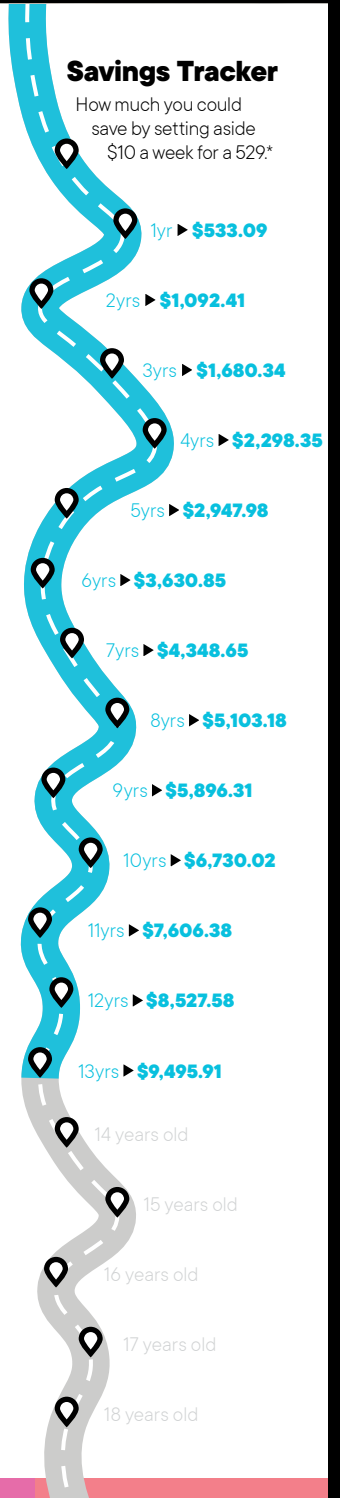 Savings Tracker
How much you could
save by setting aside
$10 a week for a 529.*
1yr ▶ $533.09
2yrs ▶ $1,092.41
3yrs ▶ $1,680.34
4yrs ▶ $2,298.35
5yrs ▶ $2,947.98
6yrs ▶ $3,630.85
7yrs ▶ $4,348.65
8yrs ▶ $5,103.18
9yrs ▶ $5,896.31
10yrs ▶ $6,730.02
11yrs ▶ $7,606.38
12yrs ▶ $8,527.58
13yrs ▶ $9,495.91
14 years old
15 years old
16 years old
17 years old
18 years old